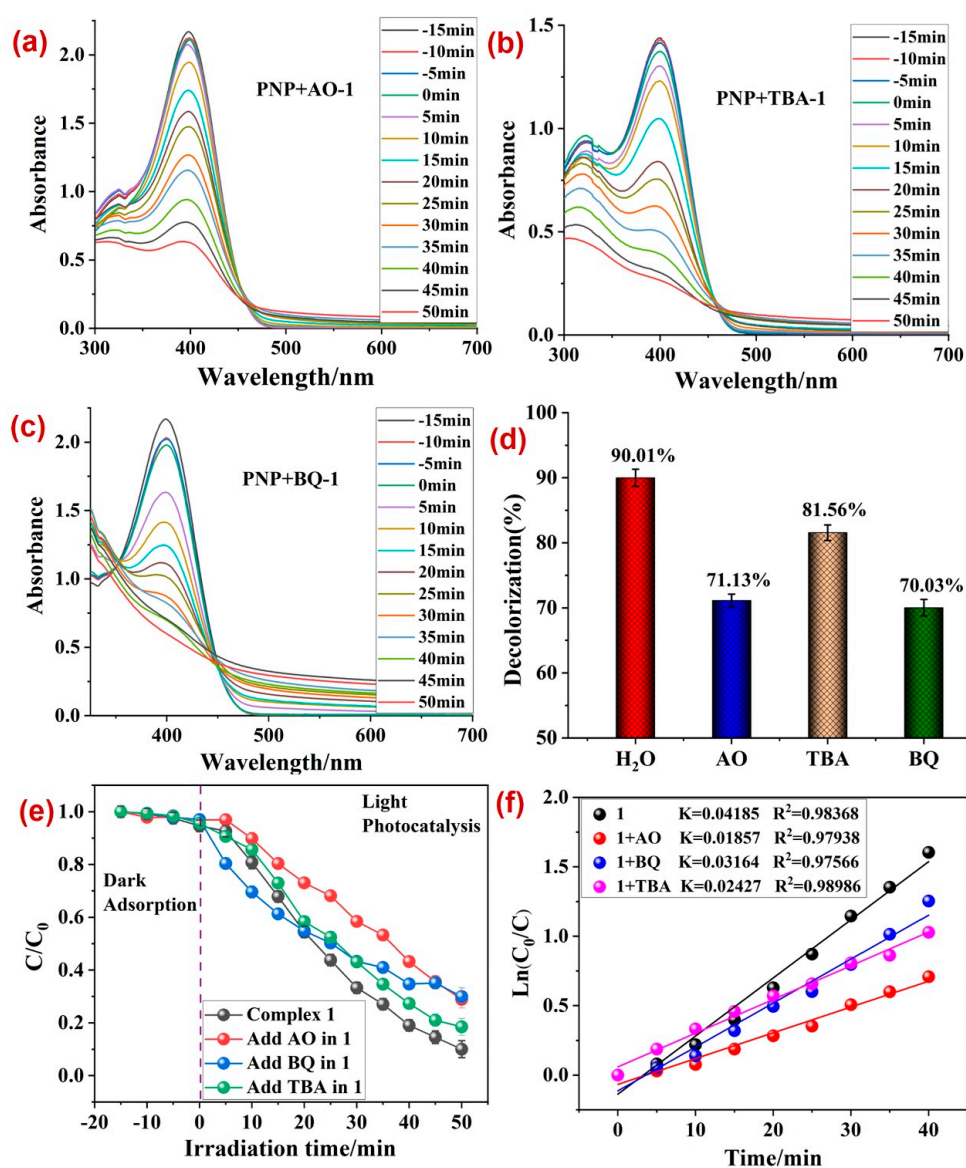 (a)
PNP+AO-1
Absorbance
2.0
1.5
1.0
0.5
0.0
300 400 500 600 700
Wavelength/nm
-15min
-10min
-5min
0min
5min
10min
15min
20min
25min
30min
35min
40min
45min
50min
(b)
PNP+TBA-1
Absorbance
1.5
1.0
0.5
0.0
300 400 500 600 700
Wavelength/nm
-15min
-10min
-5min
0min
5min
10min
15min
20min
25min
30min
35min
40min
45min
50min
(c)
PNP+BQ-1
Absorbance
2.0
1.5
1.0
0.5
0.0
400 500 600 700
Wavelength/nm
-15min
-10min
-5min
0min
5min
10min
15min
20min
25min
30min
35min
40min
45min
50min
(d)
Decolorization(%)
100
90
80
70
60
50
90.01%
71.13%
81.56%
70.03%
H₂O AO TBA BQ
(e)
Light
Photocatalysis
Dark
Adsorption
C/C₀
1.0
0.8
0.6
0.4
0.2
0.0
Complex 1
Add AO in 1
Add BQ in 1
Add TBA in 1
-20 -10 0 10 20 30 40 50
Irradiation time/min
(f)
1 K=0.04185 R²=0.98368
1+AO K=0.01857 R²=0.97938
1+BQ K=0.03164 R²=0.97566
1+TBA K=0.02427 R²=0.98986
Ln(C₀/C)
1.5
1.0
0.5
0.0
0 10 20 30 40
Time/min